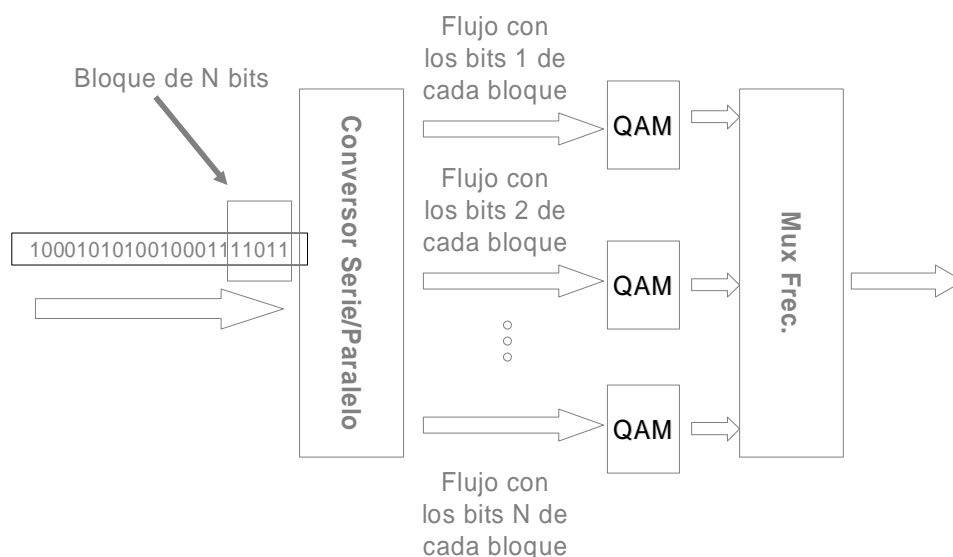 Flujo con
los bits 1 de
cada bloque
Bloque de N bits
QAM
Conversor Serie/Paralelo
Flujo con
los bits 2 de
cada bloque
1000101010010001111011
QAM
Mux Frec.
QAM
Flujo con
los bits N de
cada bloque